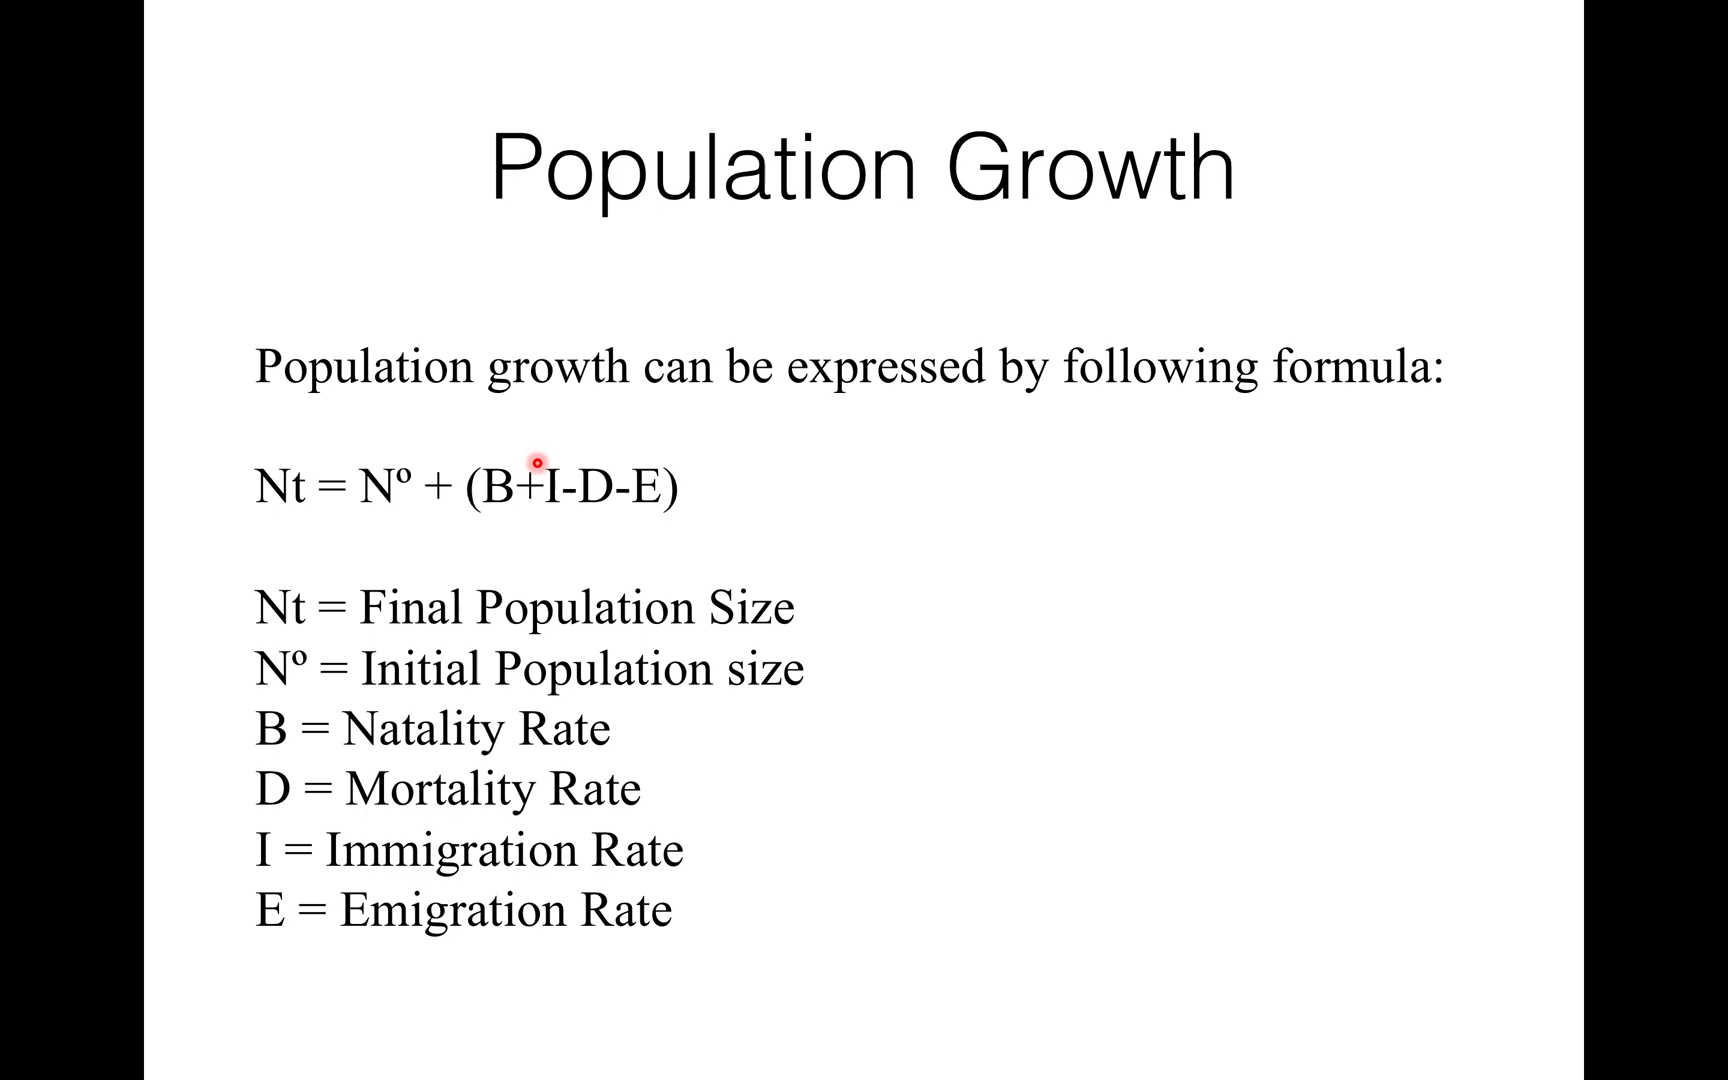 Population Growth
Population growth can be expressed by following formula:
Nt = Nº + (B+I-D-E)
Nt = Final Population Size
Nº = Initial Population size
B = Natality Rate
D = Mortality Rate
I = Immigration Rate
E = Emigration Rate